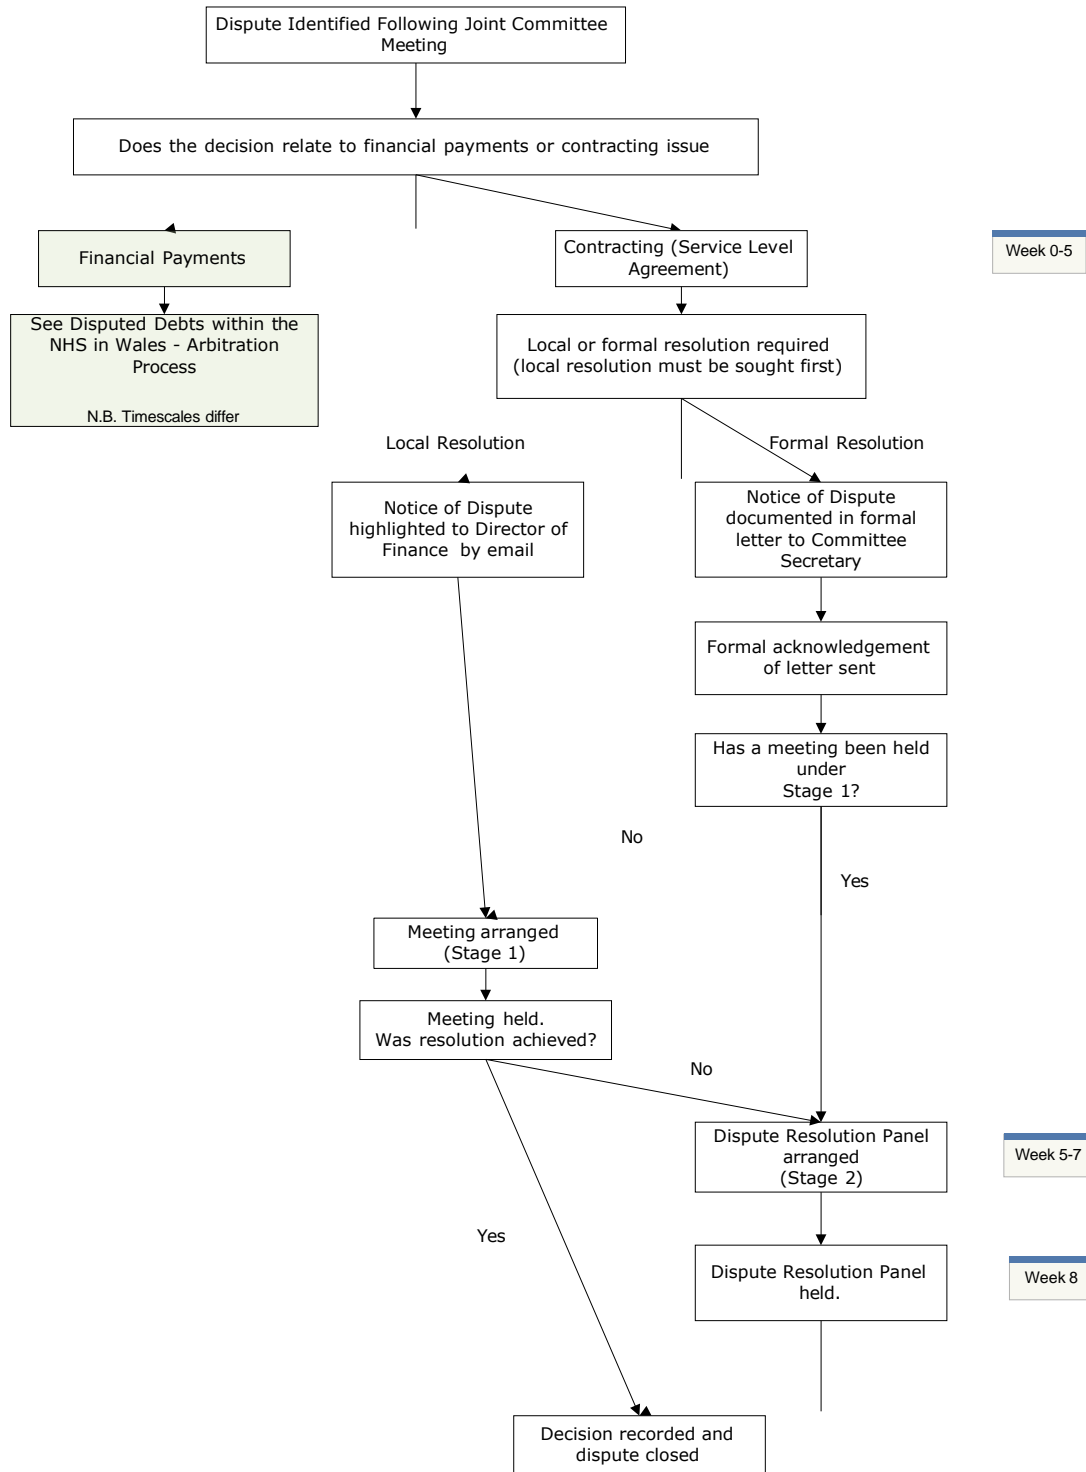 Dispute Identified Following Joint Committee
Meeting
Does the decision relate to financial payments or contracting issue
Financial Payments
Contracting (Service Level
Agreement)
Week 0-5
See Disputed Debts within the
NHS in Wales - Arbitration
Process
N.B. Timescales differ
Local or formal resolution required
(local resolution must be sought first)
Local Resolution
Formal Resolution
Notice of Dispute
highlighted to Director of
Finance by email
Notice of Dispute
documented in formal
letter to Committee
Secretary
Formal acknowledgement
of letter sent
Has a meeting been held
under
Stage 1?
No
Yes
Meeting arranged
(Stage 1)
Meeting held.
Was resolution achieved?
No
Dispute Resolution Panel
arranged
(Stage 2)
Week 5-7
Yes
Dispute Resolution Panel
held.
Week 8
Decision recorded and
dispute closed